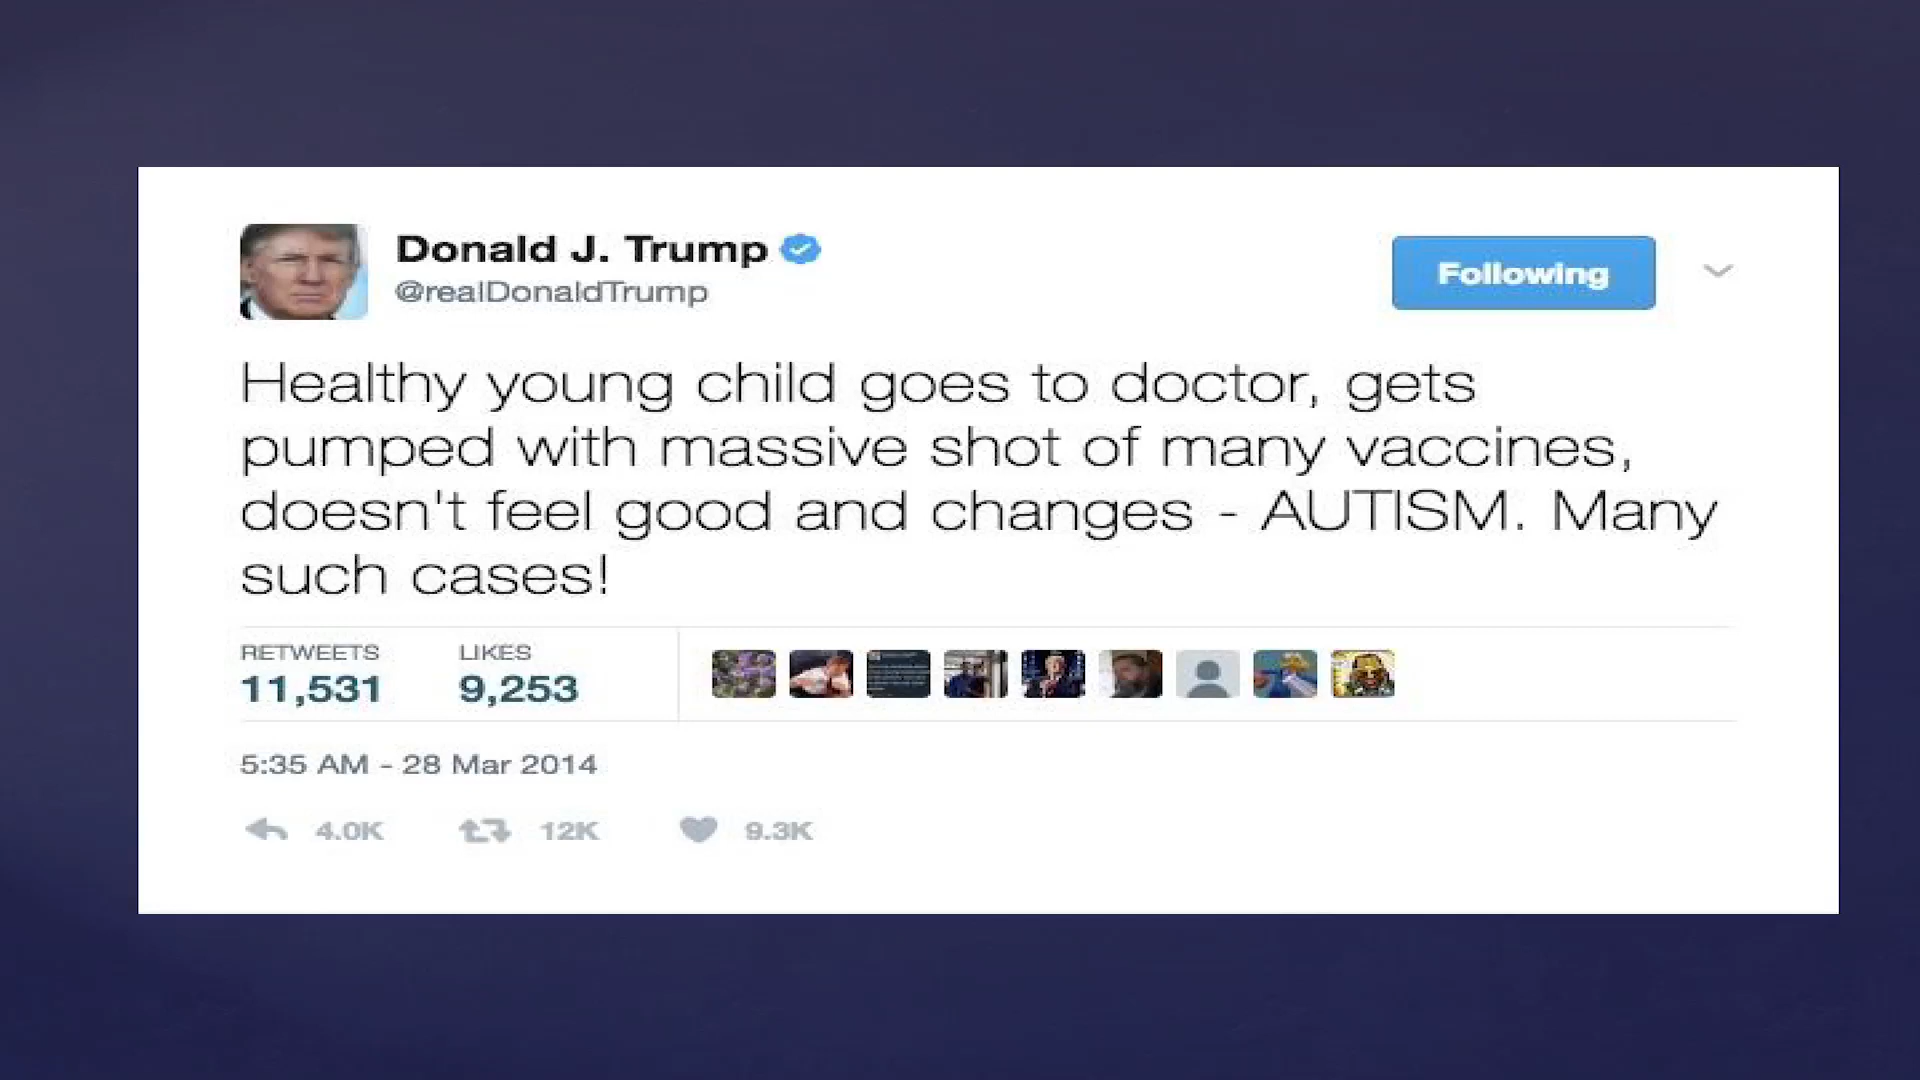 Donald J. Trump
@realDonaldTrump
Following
Healthy young child goes to doctor, gets
pumped with massive shot of many vaccines,
doesn't feel good and changes - AUTISM. Many
such cases!
RETWEETS LIKES
11,531 9,253
5:35 AM - 28 Mar 2014
4.0K 12K 9.3K